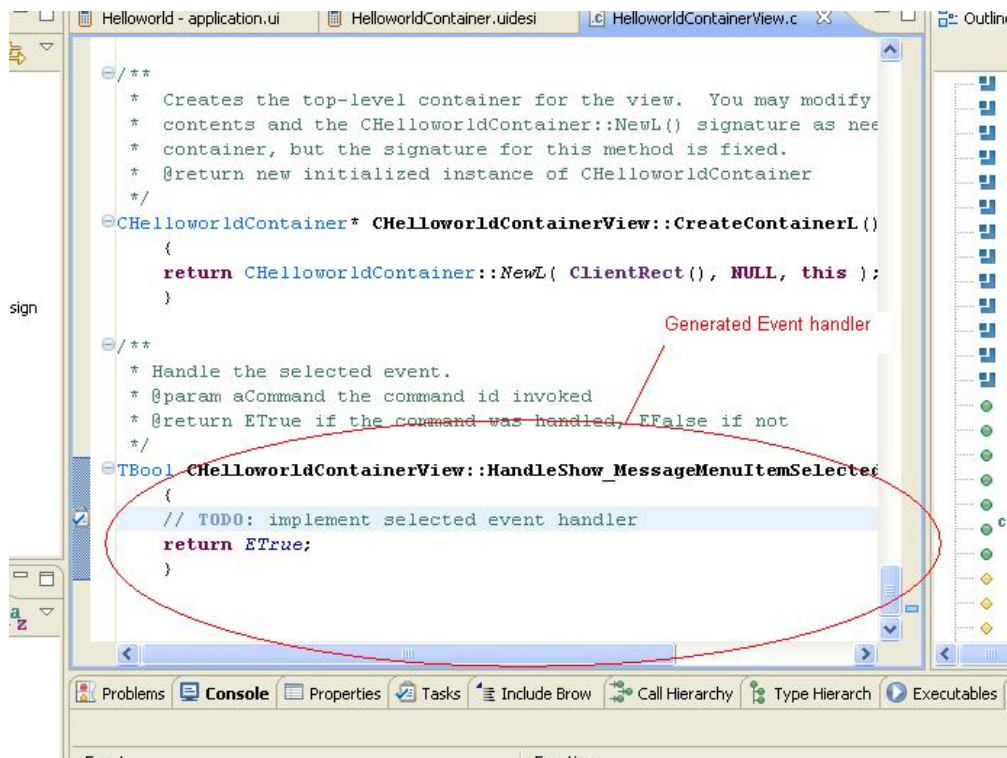 Helloworld - application.ui HelloworldContainer.uidesi HelloworldContainerView.c Outline
/**
* Creates the top-level container for the view. You may modify
* contents and the CHelloworldContainer::NewL() signature as nee
* container, but the signature for this method is fixed.
* @return new initialized instance of CHelloworldContainer
*/
CHelloworldContainer* CHelloworldContainerView::CreateContainerL()
{
return CHelloworldContainer::NewL( ClientRect(), NULL, this );
}
sign
Generated Event handler
/**
* Handle the selected event.
* @param aCommand the command id invoked
* @return ETrue if the command was handled, EFalse if not
*/
TBool CHelloworldContainerView::HandleShow_MessageMenuItemSelected
{
// TODO: implement selected event handler
return ETrue;
}
Problems Console Properties Tasks Include Brow Call Hierarchy Type Hierarch Executables